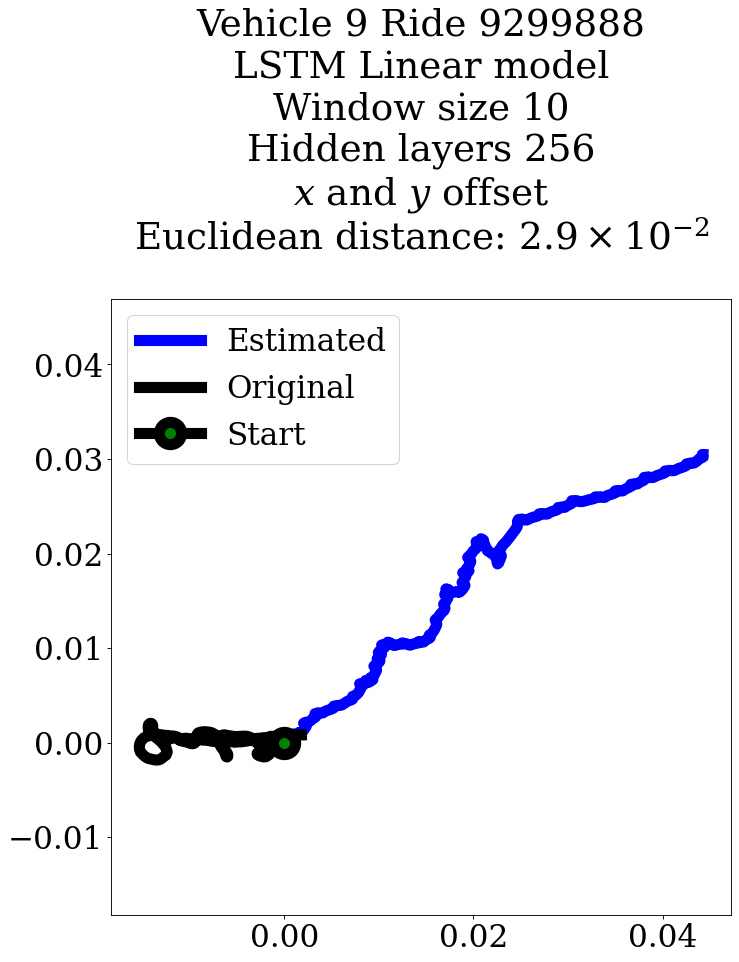 Vehicle 9 Ride 9299888
LSTM Linear model
Window size 10
Hidden layers 256
x and y offset
Euclidean distance: 2.9 × 10⁻²
Estimated
Original
Start
0.04
0.03
0.02
0.01
0.00
−0.01
0.00 0.02 0.04